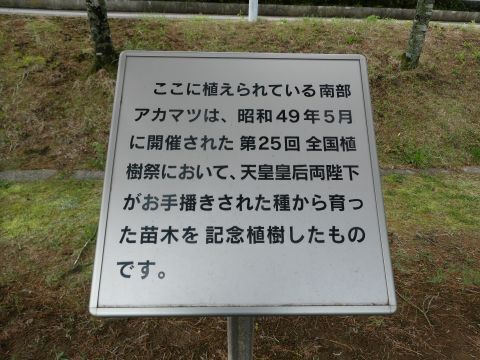 ここに植えられている南部
アカマツは、昭和49年5月
に開催された第25回全国植
樹祭において、天皇皇后両陛下
がお手播きされた種から育っ
た苗木を記念植樹したもの
です。